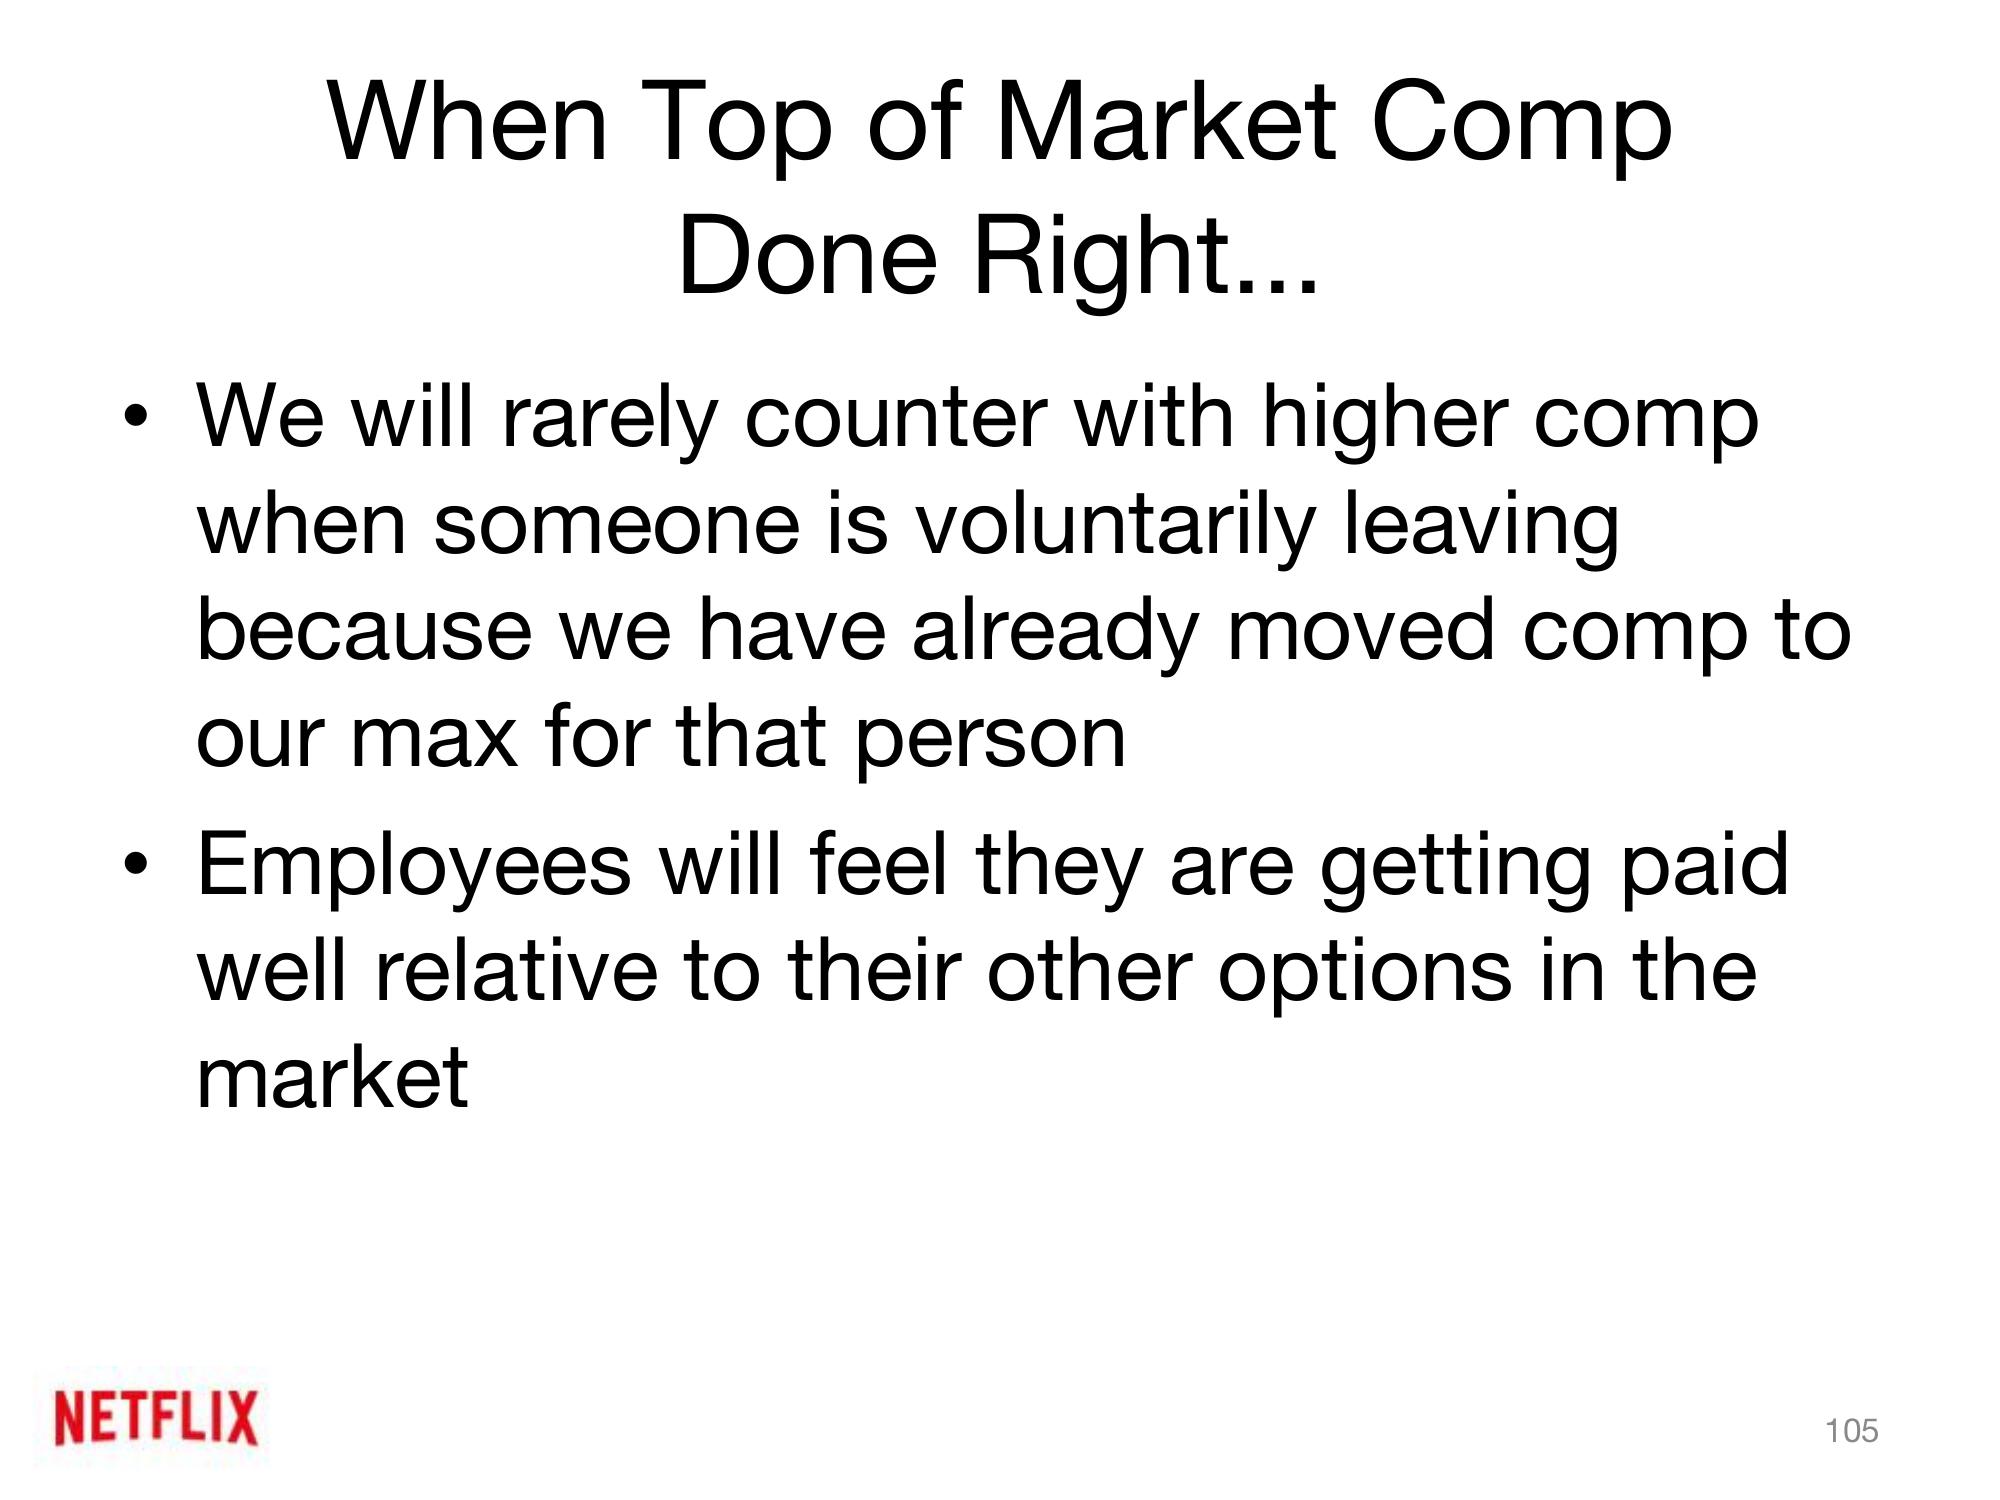 When Top of Market Comp
Done Right...
• We will rarely counter with higher comp
when someone is voluntarily leaving
because we have already moved comp to
our max for that person
• Employees will feel they are getting paid
well relative to their other options in the
market
NETFLIX
105